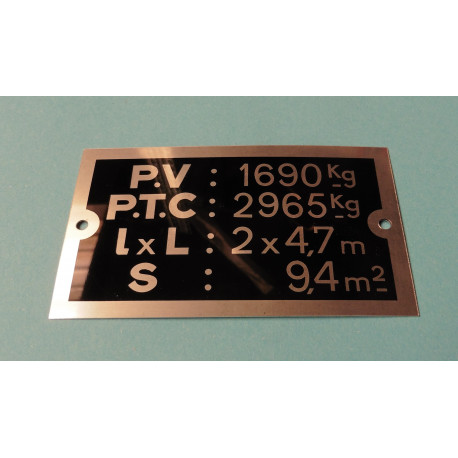 P.V : 1690 Kg
P.T.C : 2965 Kg
l x L : 2 x 4,7 m
S : 9,4 m²